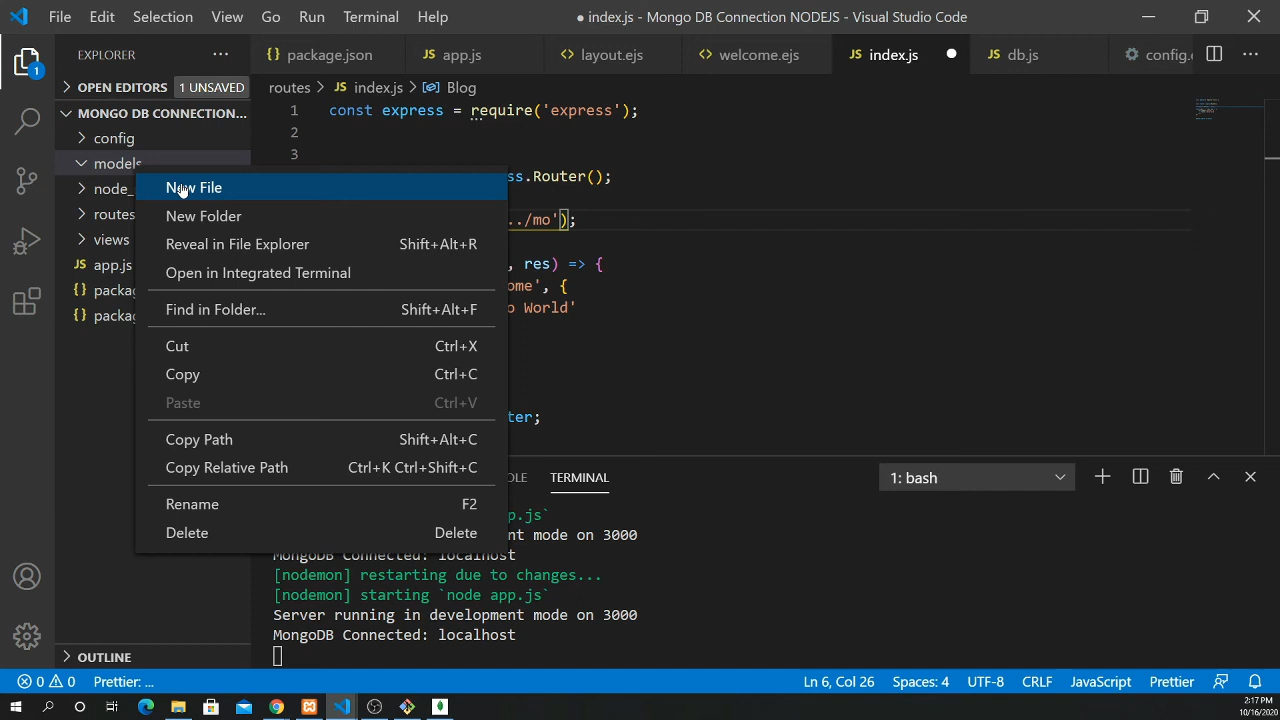 File Edit Selection View Go Run Terminal Help
● index.js - Mongo DB Connection NODEJS - Visual Studio Code
EXPLORER
package.json app.js layout.ejs welcome.ejs index.js db.js
OPEN EDITORS 1 UNSAVED
routes > JS index.js > Blog
MONGO DB CONNECTION...
1 const express = require('express');
config
2
models
3
New File
ss.Router();
New Folder
routes
../mo');
views
Reveal in File Explorer Shift+Alt+R
, res) => {
app.js
Open in Integrated Terminal
ome', {
Find in Folder... Shift+Alt+F
o World'
Cut Ctrl+X
Copy Ctrl+C
Paste Ctrl+V
ter;
Copy Path Shift+Alt+C
Copy Relative Path Ctrl+K Ctrl+Shift+C
TERMINAL
1: bash
Rename F2
p.js`
Delete Delete
nt mode on 3000
MongoDB Connected: localhost
[nodemon] restarting due to changes...
[nodemon] starting `node app.js`
Server running in development mode on 3000
MongoDB Connected: localhost
OUTLINE
0 0 Prettier: ...
Ln 6, Col 26 Spaces: 4 UTF-8 CRLF JavaScript Prettier
2:17 PM
10/16/2020